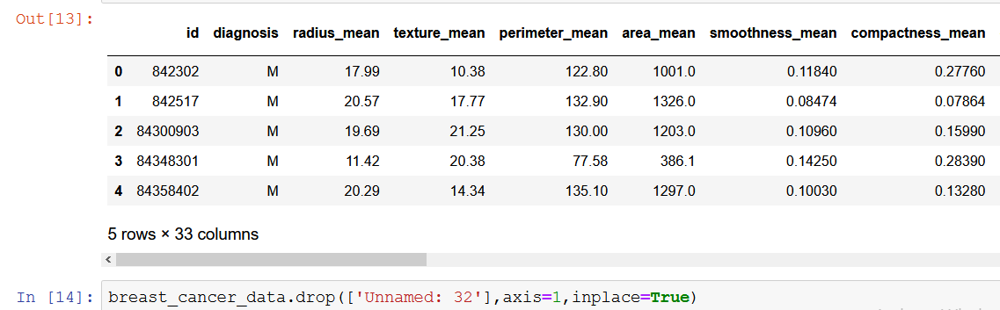 Out[13]:
id diagnosis radius_mean texture_mean perimeter_mean area_mean smoothness_mean compactness_mean
0 842302 M 17.99 10.38 122.80 1001.0 0.11840 0.27760
1 842517 M 20.57 17.77 132.90 1326.0 0.08474 0.07864
2 84300903 M 19.69 21.25 130.00 1203.0 0.10960 0.15990
3 84348301 M 11.42 20.38 77.58 386.1 0.14250 0.28390
4 84358402 M 20.29 14.34 135.10 1297.0 0.10030 0.13280
5 rows × 33 columns
In [14]: breast_cancer_data.drop(['Unnamed: 32'],axis=1,inplace=True)